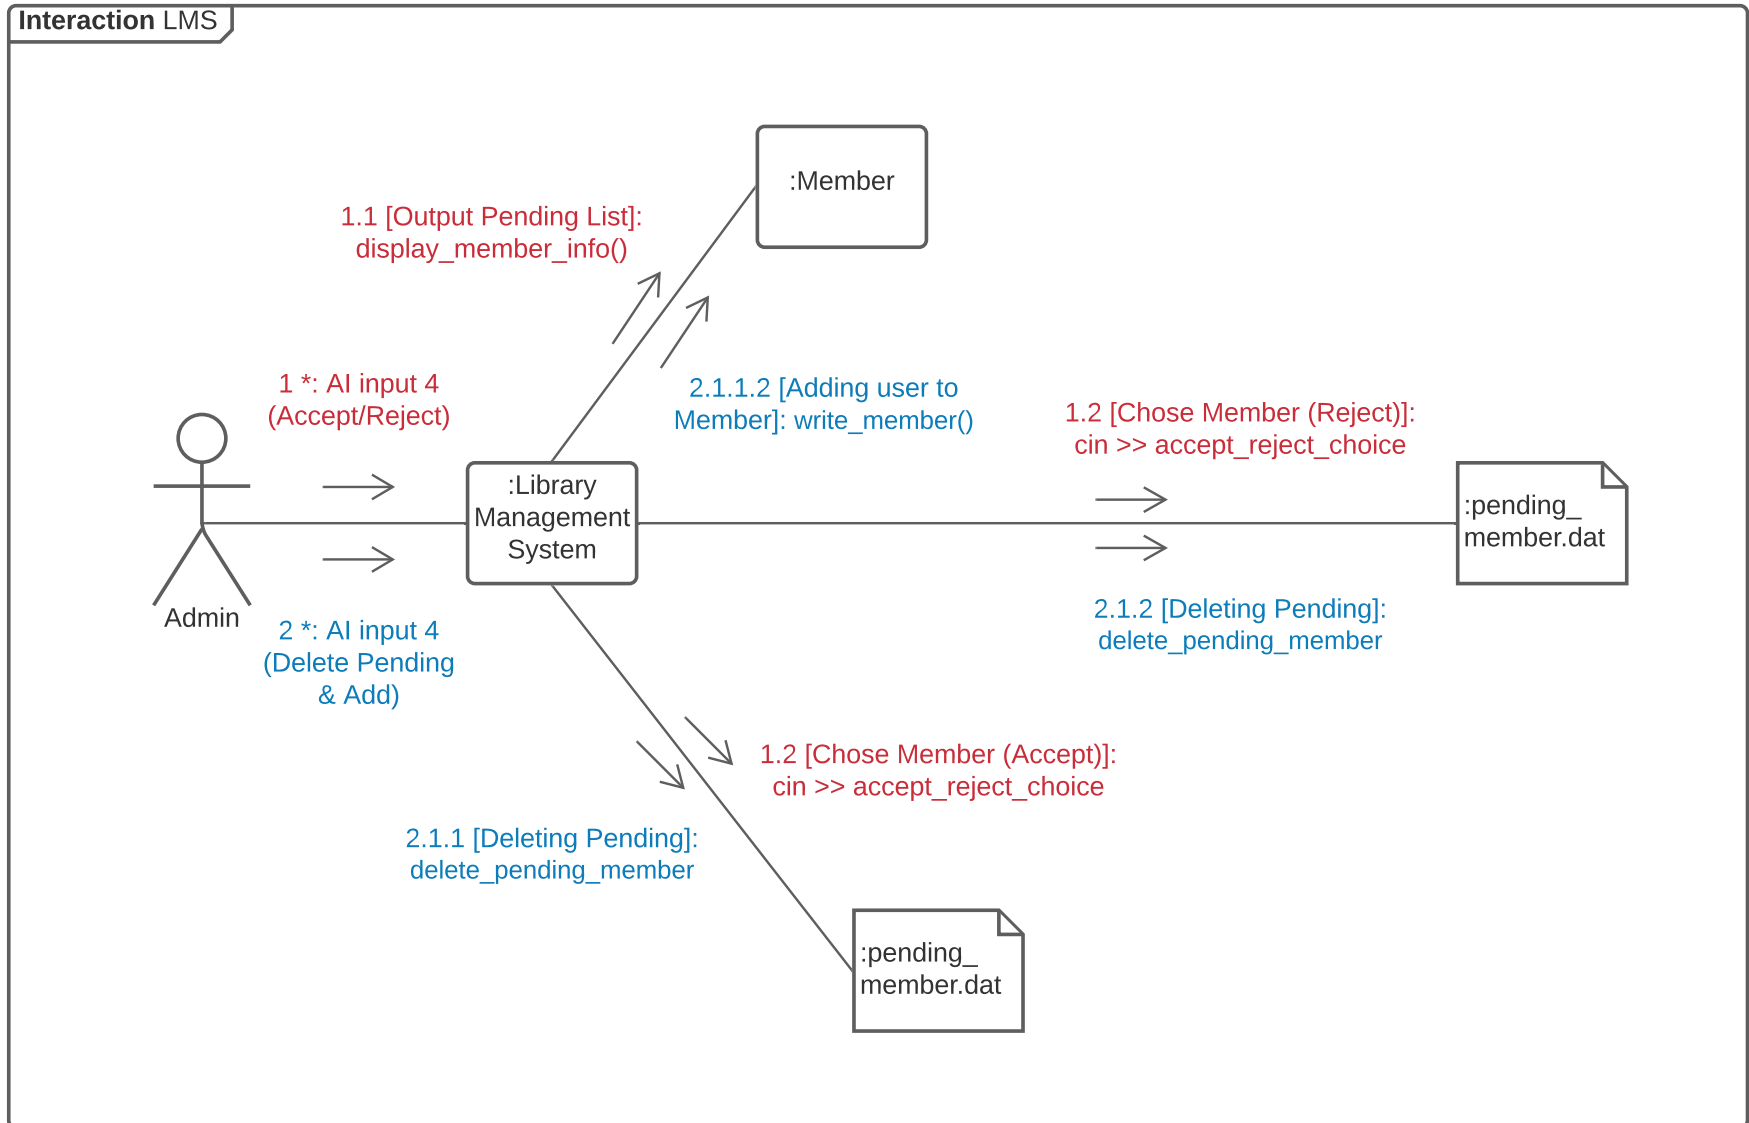 Interaction LMS
:Member
1.1 [Output Pending List]:
display_member_info()
1 *: AI input 4
(Accept/Reject)
2.1.1.2 [Adding user to
Member]: write_member()
1.2 [Chose Member (Reject)]:
cin >> accept_reject_choice
:Library
Management
System
:pending_
member.dat
Admin
2 *: AI input 4
(Delete Pending
& Add)
2.1.2 [Deleting Pending]:
delete_pending_member
1.2 [Chose Member (Accept)]:
cin >> accept_reject_choice
2.1.1 [Deleting Pending]:
delete_pending_member
:pending_
member.dat